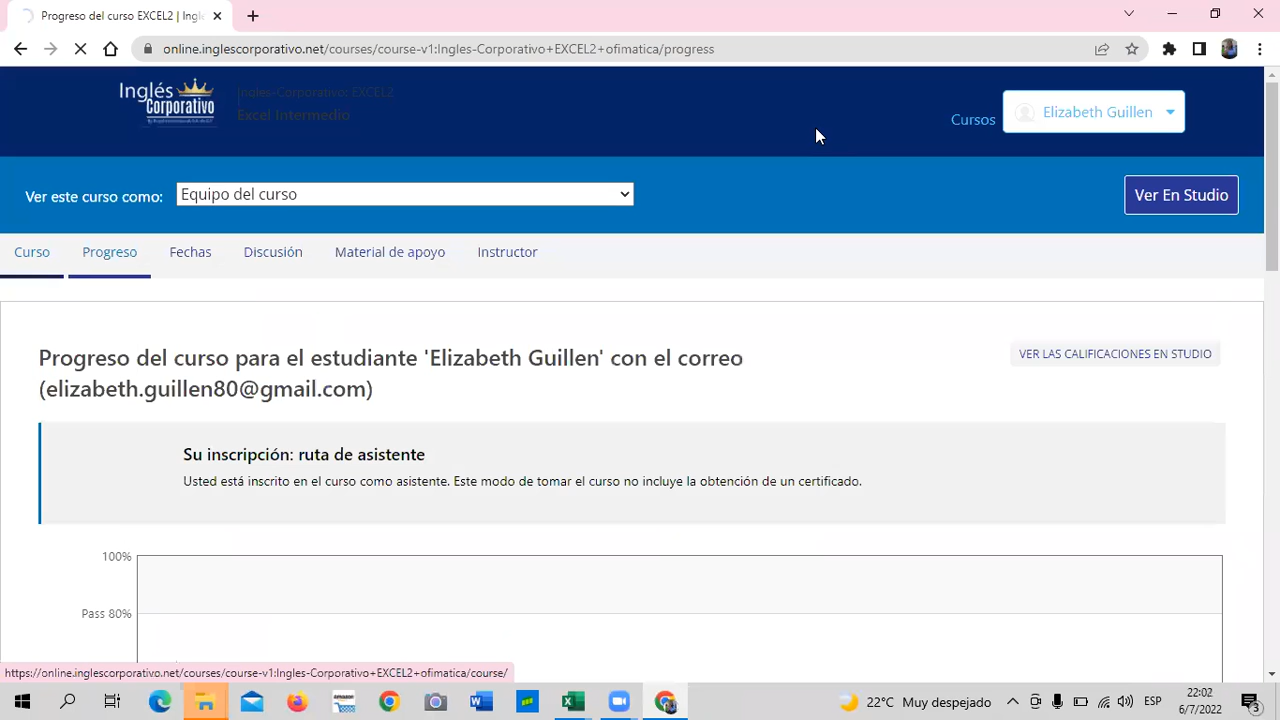 Progreso del curso EXCEL2 | Ingl
online.inglescorporativo.net/courses/course-v1:Ingles-Corporativo+EXCEL2+ofimatica/progress
Inglés
Corporativo
Ingles-Corporativo: EXCEL2
Excel Intermedio
Cursos
Elizabeth Guillen
Ver este curso como:
Equipo del curso
Ver En Studio
Curso
Progreso
Fechas
Discusión
Material de apoyo
Instructor
Progreso del curso para el estudiante 'Elizabeth Guillen' con el correo
(elizabeth.guillen80@gmail.com)
VER LAS CALIFICACIONES EN STUDIO
Su inscripción: ruta de asistente
Usted está inscrito en el curso como asistente. Este modo de tomar el curso no incluye la obtención de un certificado.
100%
Pass 80%
https://online.inglescorporativo.net/courses/course-v1:Ingles-Corporativo+EXCEL2+ofimatica/course/
22°C Muy despejado
ESP
22:02
6/7/2022
3